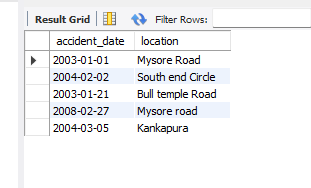 Result Grid Filter Rows:
accident_date location
2003-01-01 Mysore Road
2004-02-02 South end Circle
2003-01-21 Bull temple Road
2008-02-27 Mysore road
2004-03-05 Kankapura